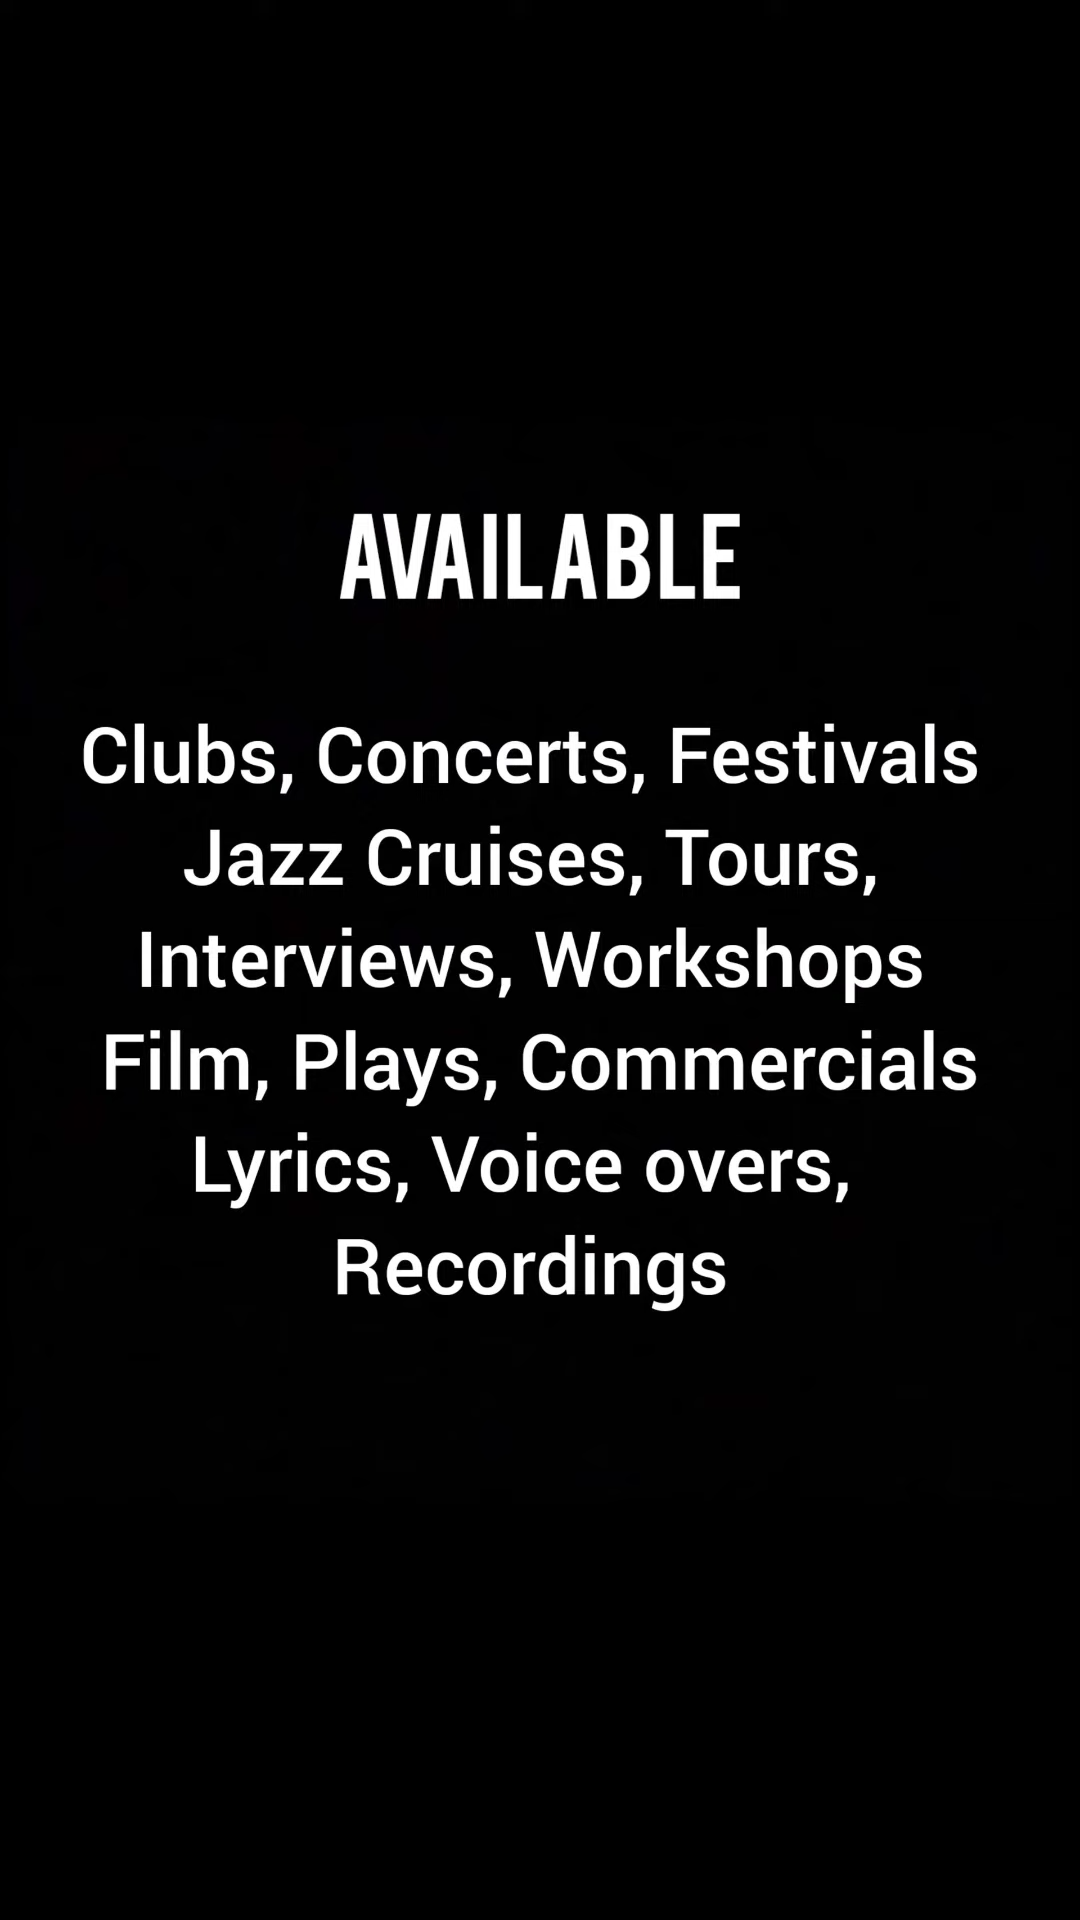 AVAILABLE
Clubs, Concerts, Festivals
Jazz Cruises, Tours,
Interviews, Workshops
Film, Plays, Commercials
Lyrics, Voice overs,
Recordings